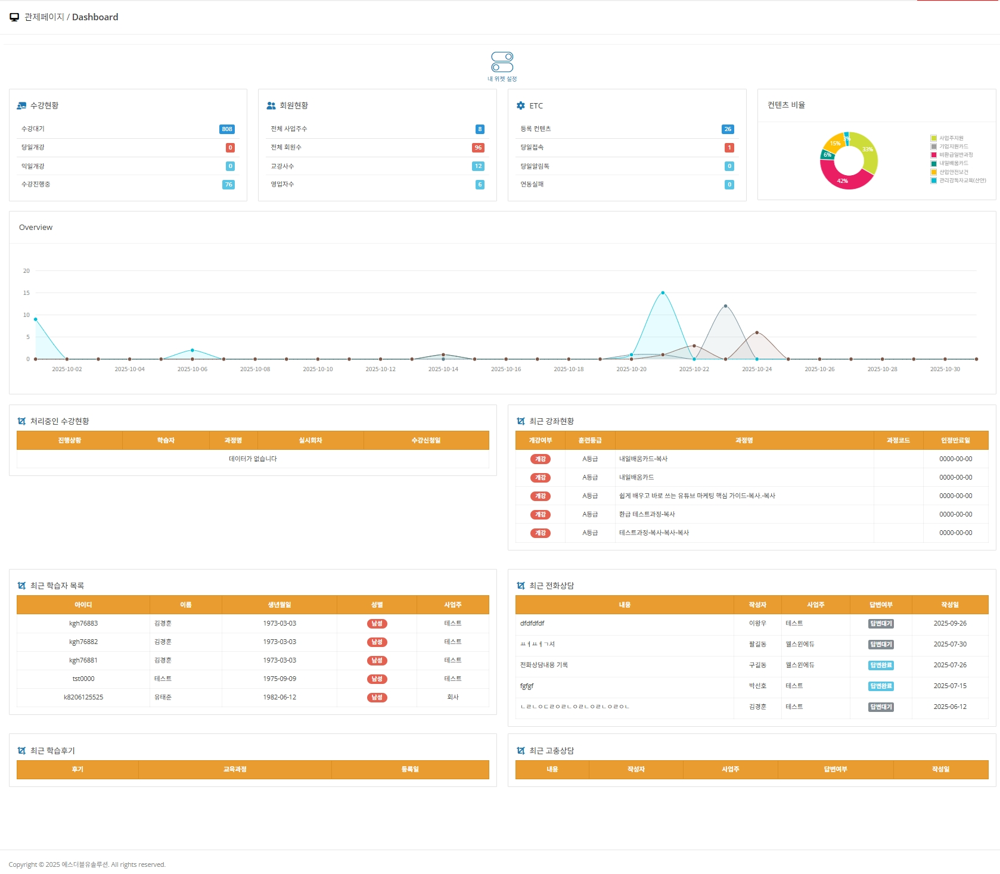 관제페이지 / Dashboard
내 위젯 설정
수강현황
수강대기 808
당일개강 0
익일개강 0
수강진행중 76
회원현황
전체 사업주수 8
전체 회원수 96
교강사수 12
영업자수 6
ETC
등록 컨텐츠 26
당일접속 1
당일알림톡 0
연동실패 0
컨텐츠 비율
3%
15%
33%
6%
42%
사업주지원
기업지원카드
비환급일반과정
내일배움카드
산업안전보건
관리감독자교육(산안)
Overview
20
15
10
5
0
2025-10-02 2025-10-04 2025-10-06 2025-10-08 2025-10-10 2025-10-12 2025-10-14 2025-10-16 2025-10-18 2025-10-20 2025-10-22 2025-10-24 2025-10-26 2025-10-28 2025-10-30
처리중인 수강현황
진행상황 학습자 과정명 실시회차 수강신청일
데이터가 없습니다
최근 강좌현황
개강여부 훈련등급 과정명 과정코드 인정만료일
개강 A등급 내일배움카드-복사 0000-00-00
개강 A등급 내일배움카드 0000-00-00
개강 A등급 쉽게 배우고 바로 쓰는 유튜브 마케팅 핵심 가이드-복사.-복사 0000-00-00
개강 A등급 환급 테스트과정-복사 0000-00-00
개강 A등급 테스트과정-복사-복사-복사 0000-00-00
최근 학습자 목록
아이디 이름 생년월일 성별 사업주
kgh76883 김경훈 1973-03-03 남성 테스트
kgh76882 김경훈 1973-03-03 남성 테스트
kgh76881 김경훈 1973-03-03 남성 테스트
tst0000 테스트 1975-09-09 남성 테스트
k8206125525 유태준 1982-06-12 남성 회사
최근 전화상담
내용 작성자 사업주 답변여부 작성일
dfdfdfdf 이왕우 테스트 답변대기 2025-09-26
ㅛㅕㅛㅕㄱ셔 팔길동 웰스윈에듀 답변대기 2025-07-30
전화상담내용 기록 구길동 웰스윈에듀 답변완료 2025-07-26
fgfgf 박선호 테스트 답변완료 2025-07-15
ㄴㄹㄴㅇㄷㄹㅇㄹㄴㅇㄹㄴㅇㄹㄴㅇㄹㅇㄴ 김경훈 테스트 답변대기 2025-06-12
최근 학습후기
후기 교육과정 등록일
최근 고충상담
내용 작성자 사업주 답변여부 작성일
Copyright © 2025 에스더블유솔루션. All rights reserved.